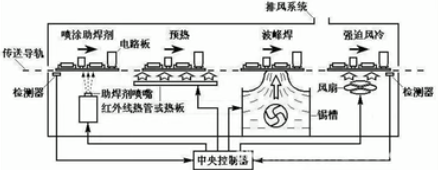 排风系统
喷涂助焊剂
预热
波峰焊
强迫风冷
传送导轨
电路板
检测器
助焊剂喷嘴
红外线热管或热板
锡槽
风扇
检测器
中央控制器